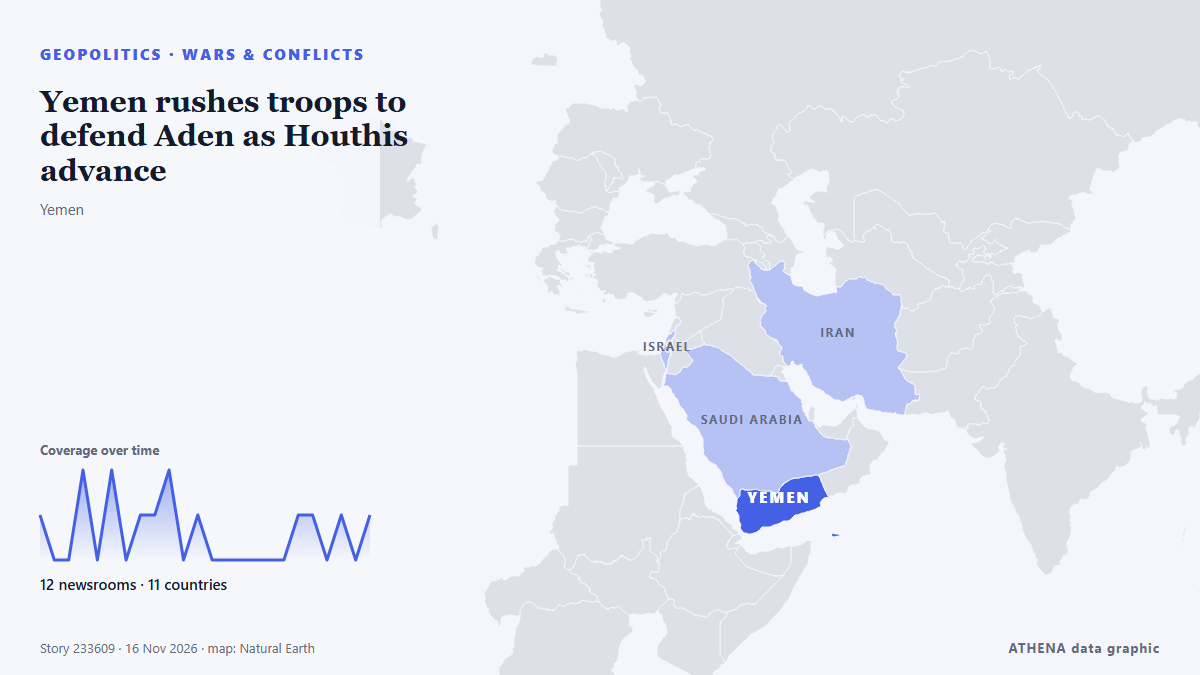 GEOPOLITICS · WARS & CONFLICTS
Yemen rushes troops to
defend Aden as Houthis
advance
Yemen
IRAN
ISRAEL
SAUDI ARABIA
YEMEN
Coverage over time
12 newsrooms · 11 countries
Story 233609 · 16 Nov 2026 · map: Natural Earth
ATHENA data graphic